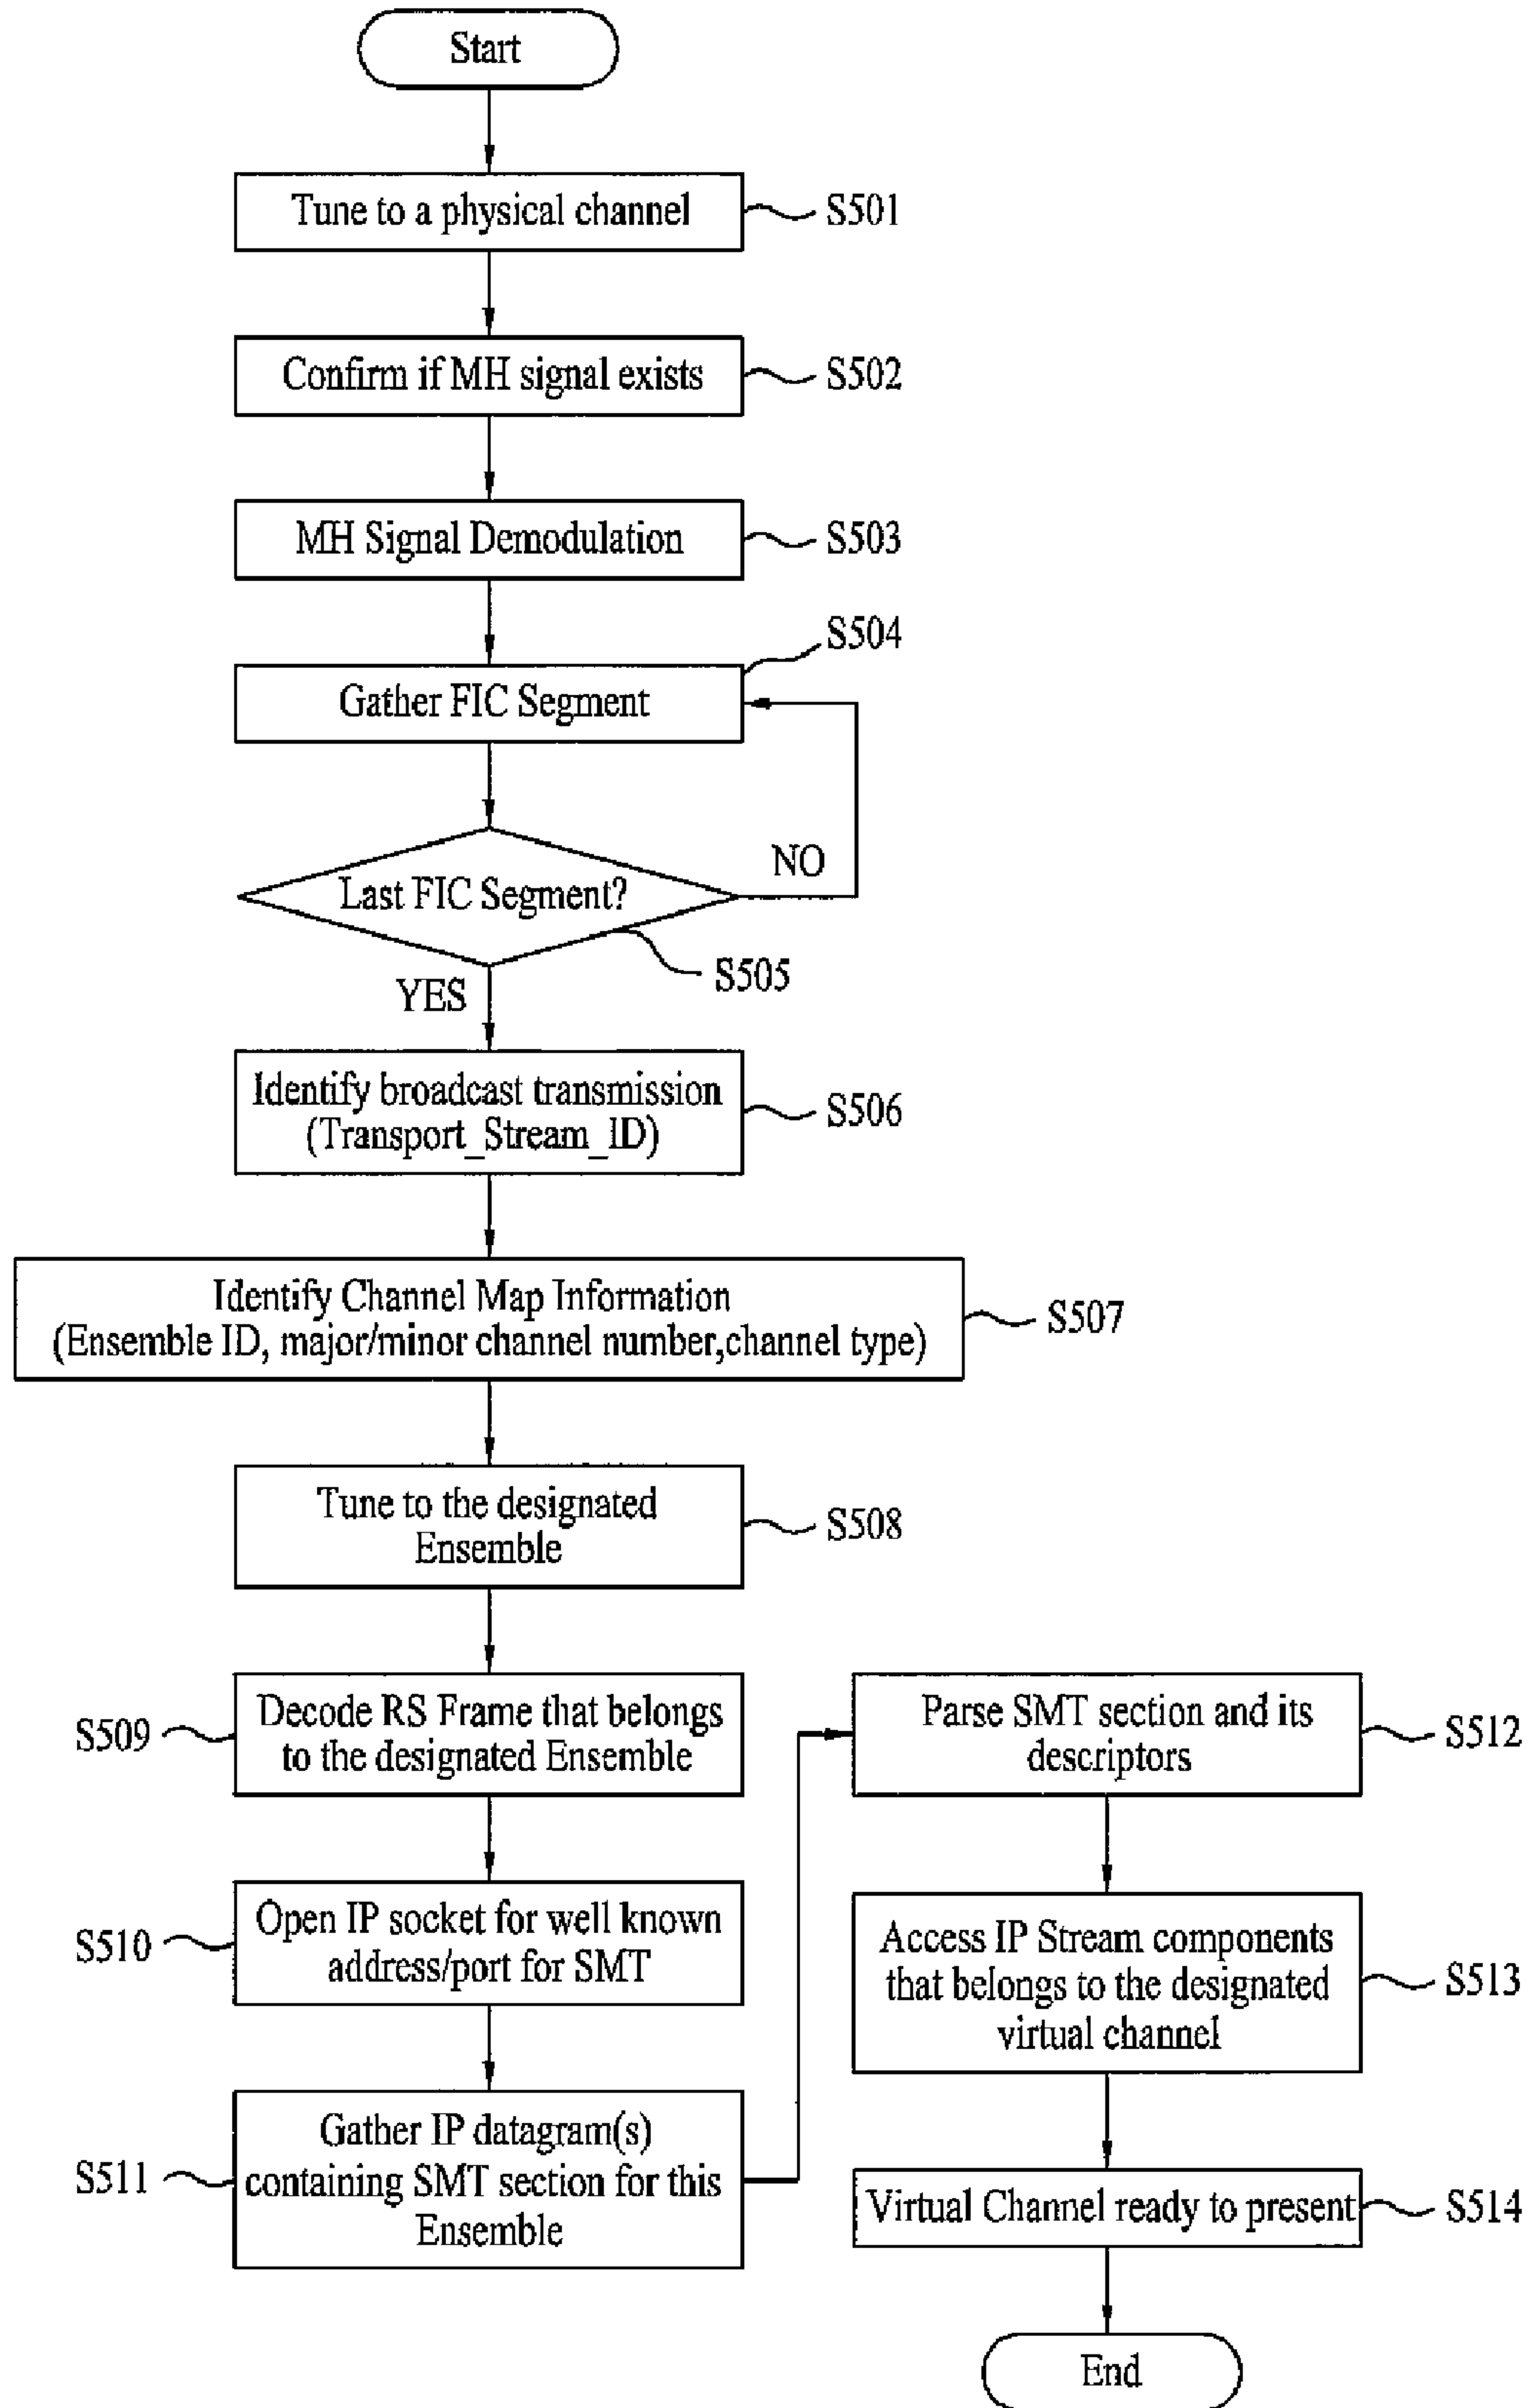 Start
Tune to a physical channel
S501
Confirm if MH signal exists
S502
MH Signal Demodulation
S503
S504
Gather FIC Segment
NO
Last FIC Segment?
S505
YES
Identify broadcast transmission
(Transport_Stream_ID)
S506
Identify Channel Map Information
(Ensemble ID, major/minor channel number,channel type)
S507
Tune to the designated
Ensemble
S508
S509
Decode RS Frame that belongs
to the designated Ensemble
S510
Open IP socket for well known
address/port for SMT
S511
Gather IP datagram(s)
containing SMT section for this
Ensemble
Parse SMT section and its
descriptors
S512
Access IP Stream components
that belongs to the designated
virtual channel
S513
Virtual Channel ready to present
S514
End